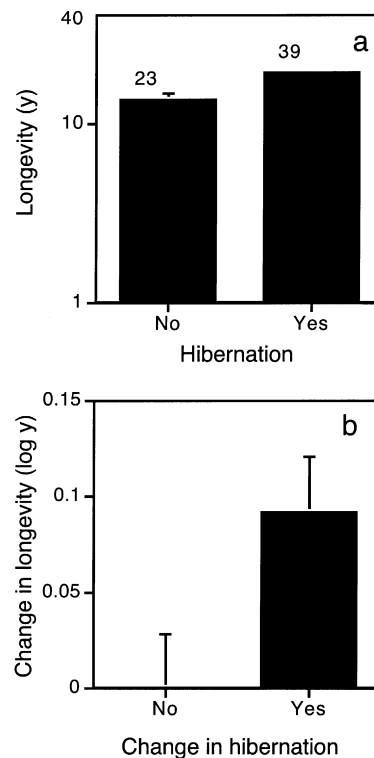 40
a
39
23
10
Longevity (y)
1
No
Yes
Hibernation
0.15
b
0.1
Change in longevity (log y)
0.05
0
No
Yes
Change in hibernation